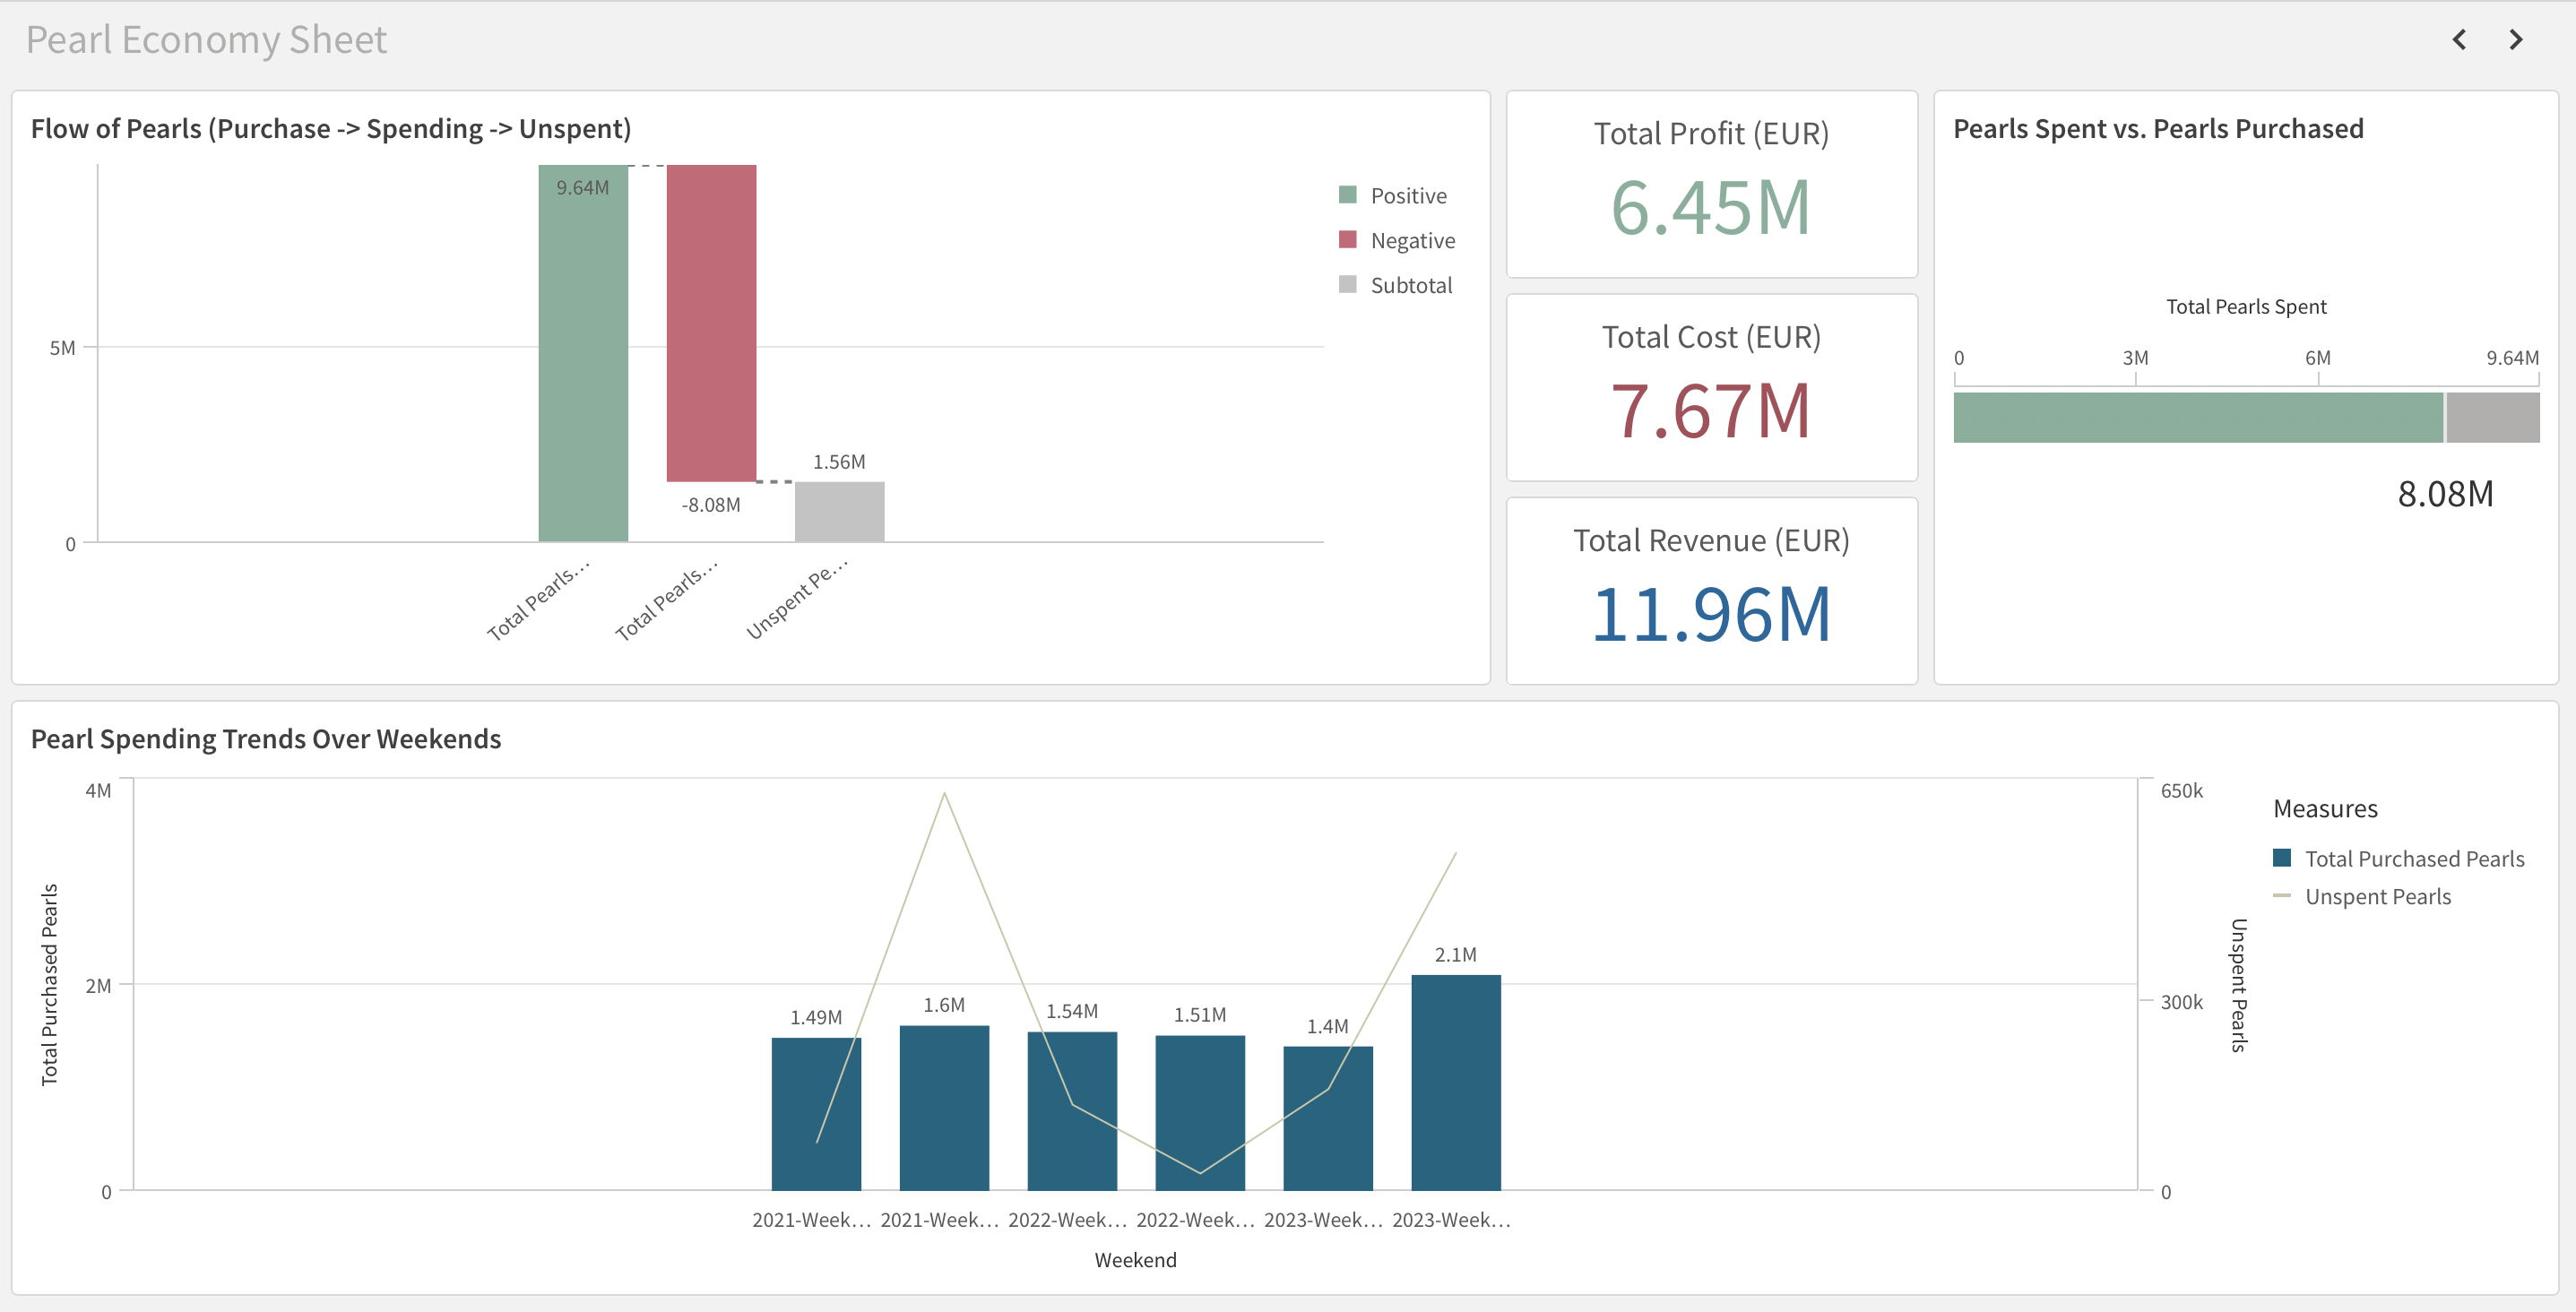 Pearl Economy Sheet
Flow of Pearls (Purchase -> Spending -> Unspent)
9.64M
-8.08M
1.56M
5M
0
Total Pearls...
Total Pearls...
Unspent Pe...
Positive
Negative
Subtotal
Total Profit (EUR)
6.45M
Total Cost (EUR)
7.67M
Total Revenue (EUR)
11.96M
Pearls Spent vs. Pearls Purchased
Total Pearls Spent
0 3M 6M 9.64M
8.08M
Pearl Spending Trends Over Weekends
Total Purchased Pearls
4M
2M
0
1.49M
1.6M
1.54M
1.51M
1.4M
2.1M
2021-Week... 2021-Week... 2022-Week... 2022-Week... 2023-Week... 2023-Week...
Weekend
650k
300k
0
Unspent Pearls
Measures
Total Purchased Pearls
Unspent Pearls